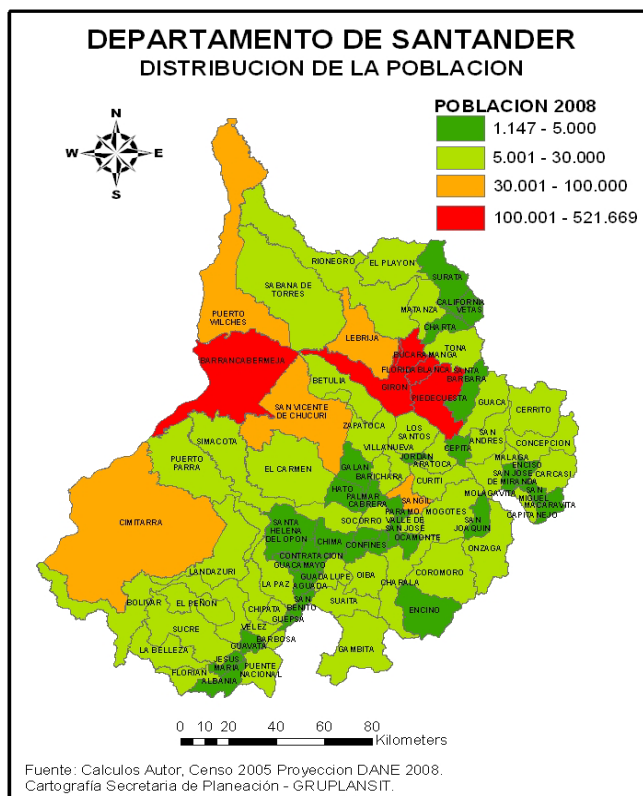 DEPARTAMENTO DE SANTANDER
DISTRIBUCION DE LA POBLACION
N
W E
S
POBLACION 2008
1.147 - 5.000
5.001 - 30.000
30.001 - 100.000
100.001 - 521.669
RIONEGRO
EL PLAYON
SURATA
SABANA DE
TORRES
CALIFORNIA
VETAS
MATANZA
PUERTO
WILCHES
CHARTA
LEBRIJA
TONA
BUCARAMANGA
BARRANCABERMEJA
FLORIDABLANCA
SANTA
BARBARA
BETULIA
GIRON
PIEDECUESTA
GUACA
CERRITO
SAN VICENTE
DE CHUCURI
ZAPATOCA
LOS
SANTOS
SAN
ANDRES
CONCEPCION
SIMACOTA
VILLANUEVA
CEPITA
PUERTO
PARRA
JORDAN
ARATOCA
MALAGA
ENCISO
EL CARMEN
GALAN
BARICHARA
CURITI
SAN JOSE
DE MIRANDA
CARCASI
HATO
PALMAR
CABRERA
SANGIL
MOLAGAVITA
SAN
MIGUEL
MACARAVITA
CAPITANEJO
CIMITARRA
SANTA
HELENA
DEL OPON
SOCORRO
PARAMO
VALLE DE
SAN JOSE
MOGOTES
SAN
JOAQUIN
CHIMA
CONFINES
OCAMONTE
ONZAGA
CONTRATACION
GUACAMAYO
LANDAZURI
LA PAZ
GUADALUPE
AGUADA
OIBA
CHARALA
COROMORO
BOLIVAR
EL PEÑON
CHIPATA
SAN
BENITO
SUAITA
ENCINO
GUEPSA
SUCRE
VELEZ
BARBOSA
GUAVATA
LA BELLEZA
JESUS
MARIA
PUENTE
NACIONAL
GAMBITA
FLORIAN
ALBANIA
0 10 20 40 60 80
Kilometers
Fuente: Calculos Autor, Censo 2005 Proyeccion DANE 2008.
Cartografía Secretaria de Planeación - GRUPLANSIT.